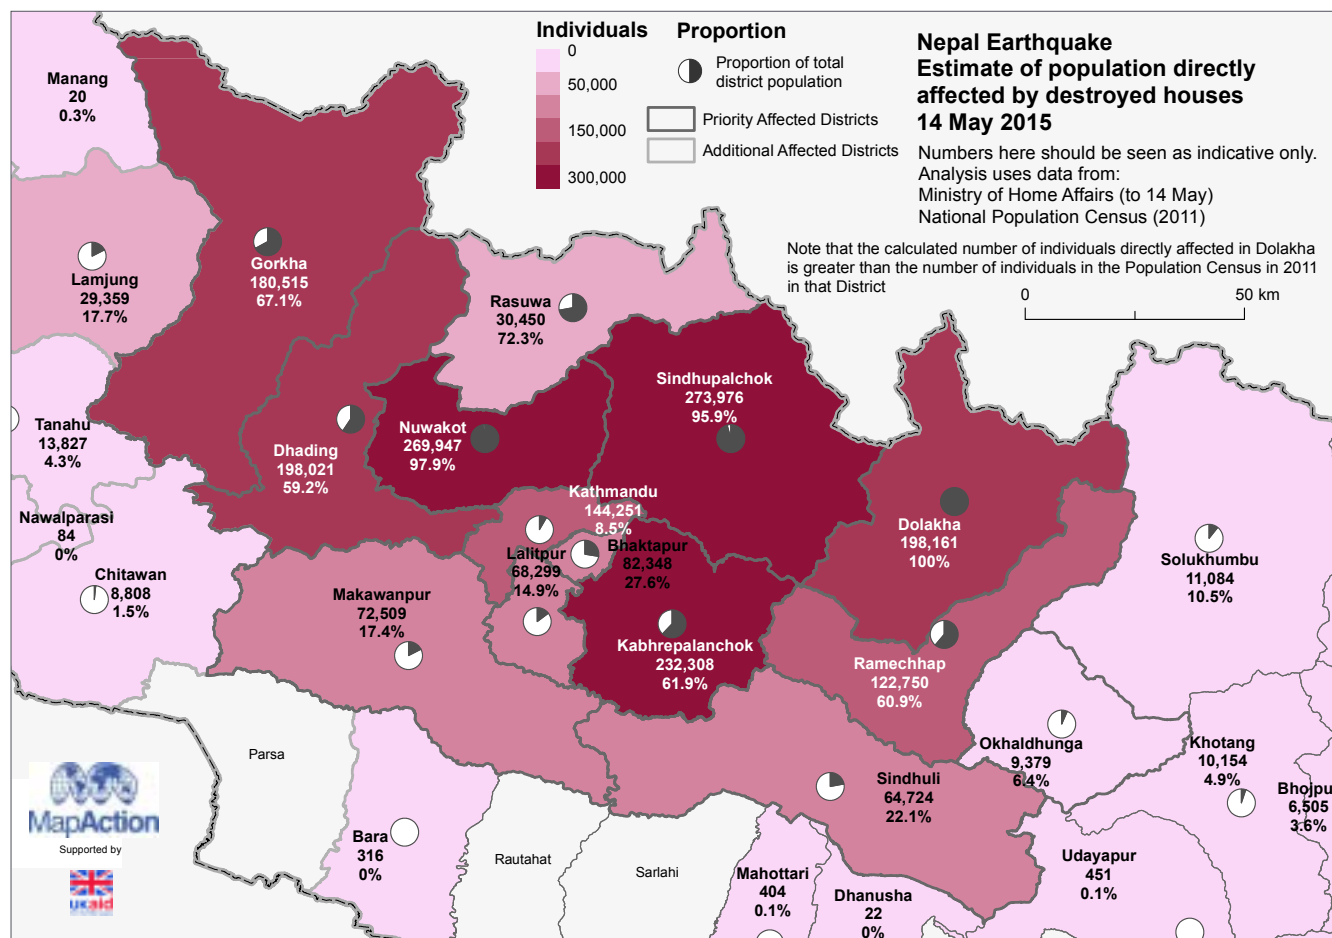 Individuals
0
50,000
150,000
300,000
Proportion
Proportion of total
district population
Priority Affected Districts
Additional Affected Districts
Nepal Earthquake
Estimate of population directly
affected by destroyed houses
14 May 2015
Numbers here should be seen as indicative only.
Analysis uses data from:
Ministry of Home Affairs (to 14 May)
National Population Census (2011)
Note that the calculated number of individuals directly affected in Dolakha
is greater than the number of individuals in the Population Census in 2011
in that District
0
50 km
Manang
20
0.3%
Lamjung
29,359
17.7%
Gorkha
180,515
67.1%
Rasuwa
30,450
72.3%
Sindhupalchok
273,976
95.9%
Tanahu
13,827
4.3%
Dhading
198,021
59.2%
Nuwakot
269,947
97.9%
Kathmandu
144,251
8.5%
Dolakha
198,161
100%
Nawalparasi
84
0%
Chitawan
8,808
1.5%
Lalitpur
68,299
14.9%
Bhaktapur
82,348
27.6%
Solukhumbu
11,084
10.5%
Makawanpur
72,509
17.4%
Kabhrepalanchok
232,308
61.9%
Ramechhap
122,750
60.9%
Okhaldhunga
9,379
6.4%
Khotang
10,154
4.9%
Bhojpu
6,505
3.6%
Parsa
Sindhuli
64,724
22.1%
Bara
316
0%
Rautahat
Sarlahi
Mahottari
404
0.1%
Dhanusha
22
0%
Udayapur
451
0.1%
MapAction
Supported by
ukaid